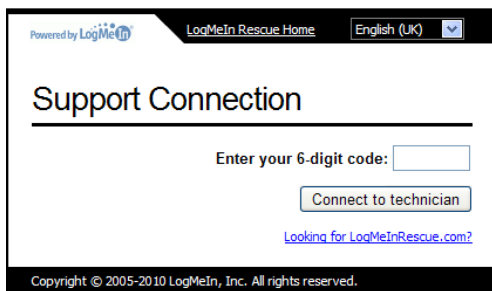 Powered by LogMeIn LogMeIn Rescue Home English (UK)
Support Connection
Enter your 6-digit code:
Connect to technician
Looking for LogMeInRescue.com?
Copyright © 2005-2010 LogMeIn, Inc. All rights reserved.